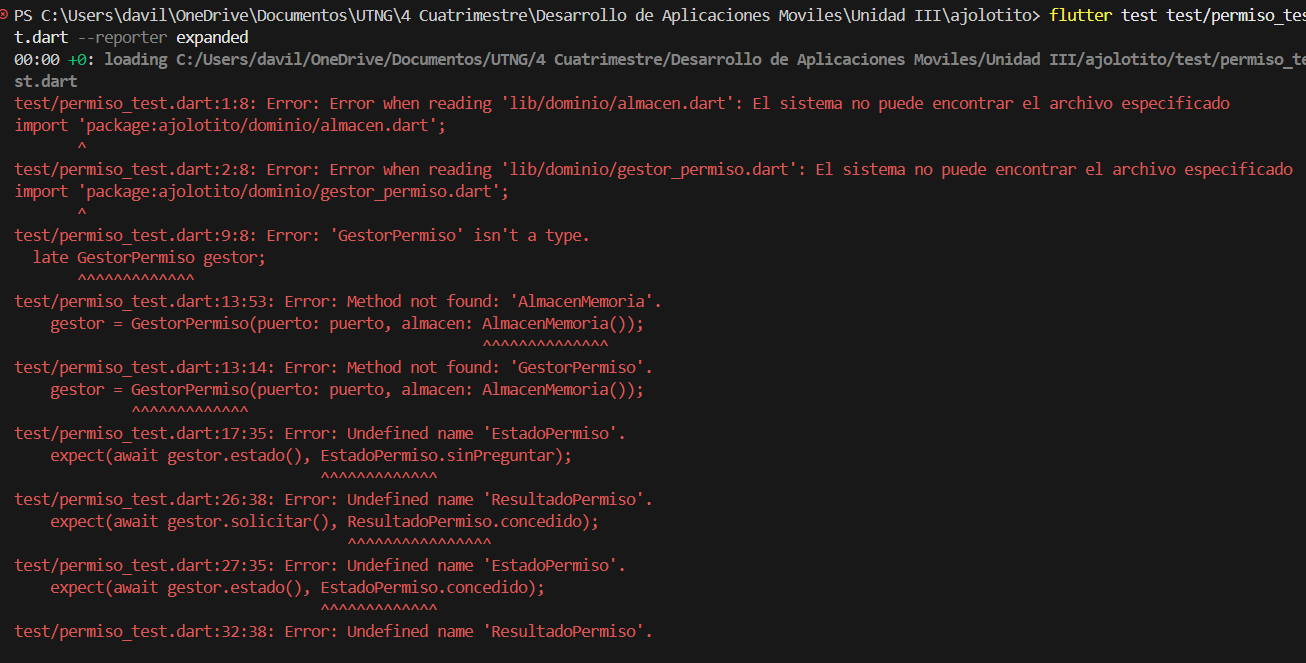 PS C:\Users\davil\OneDrive\Documentos\UTNG\4 Cuatrimestre\Desarrollo de Aplicaciones Moviles\Unidad III\ajolotito> flutter test test/permiso_tes
t.dart --reporter expanded
00:00 +0: loading C:/Users/davil/OneDrive/Documentos/UTNG/4 Cuatrimestre/Desarrollo de Aplicaciones Moviles/Unidad III/ajolotito/test/permiso_te
st.dart
test/permiso_test.dart:1:8: Error: Error when reading 'lib/dominio/almacen.dart': El sistema no puede encontrar el archivo especificado
import 'package:ajolotito/dominio/almacen.dart';
       ^
test/permiso_test.dart:2:8: Error: Error when reading 'lib/dominio/gestor_permiso.dart': El sistema no puede encontrar el archivo especificado
import 'package:ajolotito/dominio/gestor_permiso.dart';
       ^
test/permiso_test.dart:9:8: Error: 'GestorPermiso' isn't a type.
  late GestorPermiso gestor;
       ^^^^^^^^^^^^^
test/permiso_test.dart:13:53: Error: Method not found: 'AlmacenMemoria'.
    gestor = GestorPermiso(puerto: puerto, almacen: AlmacenMemoria());
                                                    ^^^^^^^^^^^^^^
test/permiso_test.dart:13:14: Error: Method not found: 'GestorPermiso'.
    gestor = GestorPermiso(puerto: puerto, almacen: AlmacenMemoria());
             ^^^^^^^^^^^^^
test/permiso_test.dart:17:35: Error: Undefined name 'EstadoPermiso'.
    expect(await gestor.estado(), EstadoPermiso.sinPreguntar);
                                  ^^^^^^^^^^^^^
test/permiso_test.dart:26:38: Error: Undefined name 'ResultadoPermiso'.
    expect(await gestor.solicitar(), ResultadoPermiso.concedido);
                                     ^^^^^^^^^^^^^^^^
test/permiso_test.dart:27:35: Error: Undefined name 'EstadoPermiso'.
    expect(await gestor.estado(), EstadoPermiso.concedido);
                                  ^^^^^^^^^^^^^
test/permiso_test.dart:32:38: Error: Undefined name 'ResultadoPermiso'.